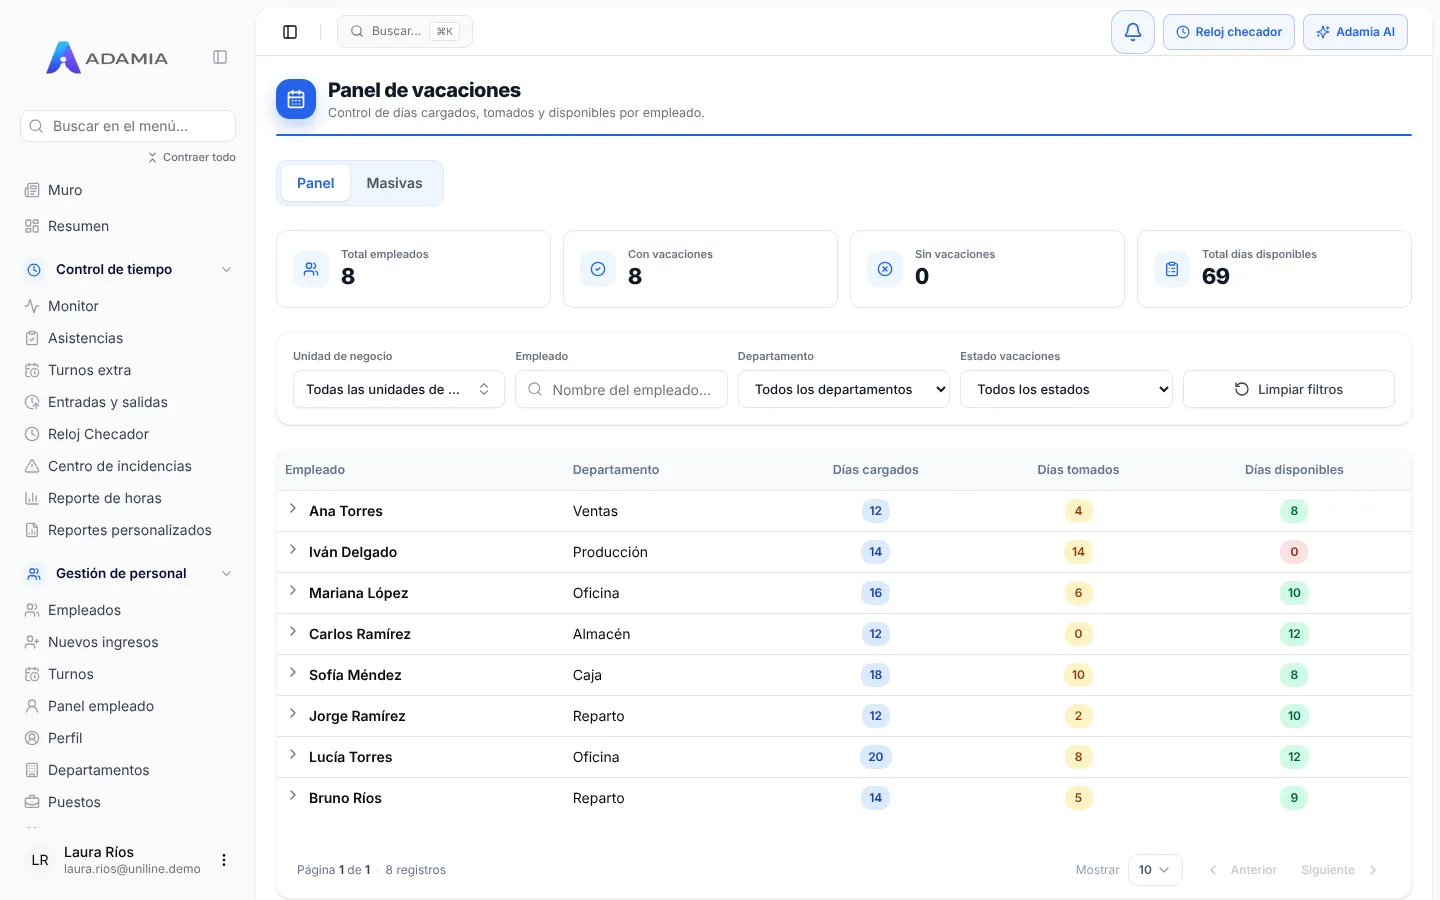 ADAMIA
Buscar en el menú...
Contraer todo
Muro
Resumen
Control de tiempo
Monitor
Asistencias
Turnos extra
Entradas y salidas
Reloj Checador
Centro de incidencias
Reporte de horas
Reportes personalizados
Gestión de personal
Empleados
Nuevos ingresos
Turnos
Panel empleado
Perfil
Departamentos
Puestos
LR
Laura Ríos
laura.rios@uniline.demo
Buscar... ⌘K
Reloj checador
Adamia AI
Panel de vacaciones
Control de días cargados, tomados y disponibles por empleado.
Panel Masivas
Total empleados
8
Con vacaciones
8
Sin vacaciones
0
Total días disponibles
69
Unidad de negocio
Todas las unidades de ...
Empleado
Nombre del empleado...
Departamento
Todos los departamentos
Estado vacaciones
Todos los estados
Limpiar filtros
Empleado Departamento Días cargados Días tomados Días disponibles
Ana Torres Ventas 12 4 8
Iván Delgado Producción 14 14 0
Mariana López Oficina 16 6 10
Carlos Ramírez Almacén 12 0 12
Sofía Méndez Caja 18 10 8
Jorge Ramírez Reparto 12 2 10
Lucía Torres Oficina 20 8 12
Bruno Ríos Reparto 14 5 9
Página 1 de 1 · 8 registros
Mostrar 10 Anterior Siguiente